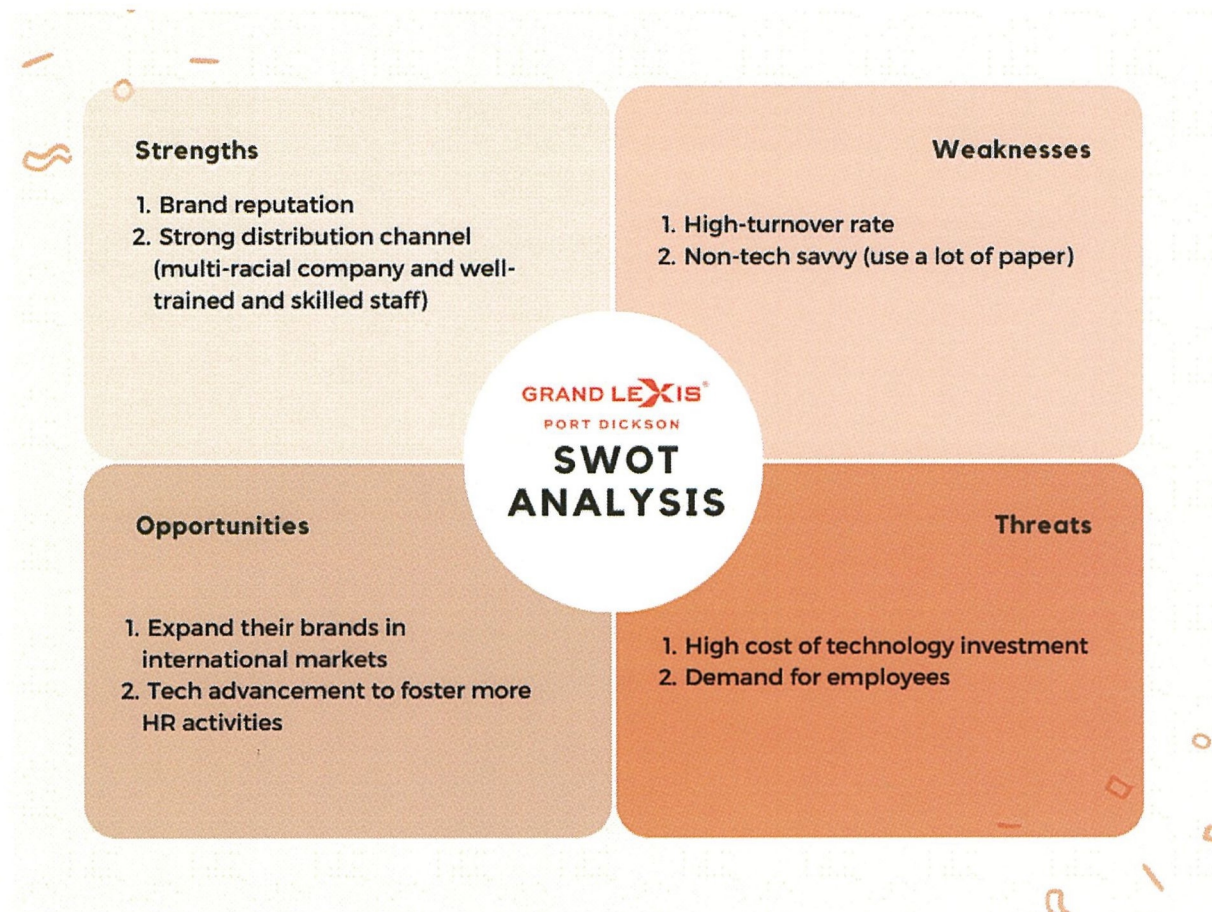 Strengths
1. Brand reputation
2. Strong distribution channel
(multi-racial company and well-
trained and skilled staff)
Weaknesses
1. High-turnover rate
2. Non-tech savvy (use a lot of paper)
GRAND LEXIS®
PORT DICKSON
SWOT
ANALYSIS
Opportunities
1. Expand their brands in
international markets
2. Tech advancement to foster more
HR activities
Threats
1. High cost of technology investment
2. Demand for employees